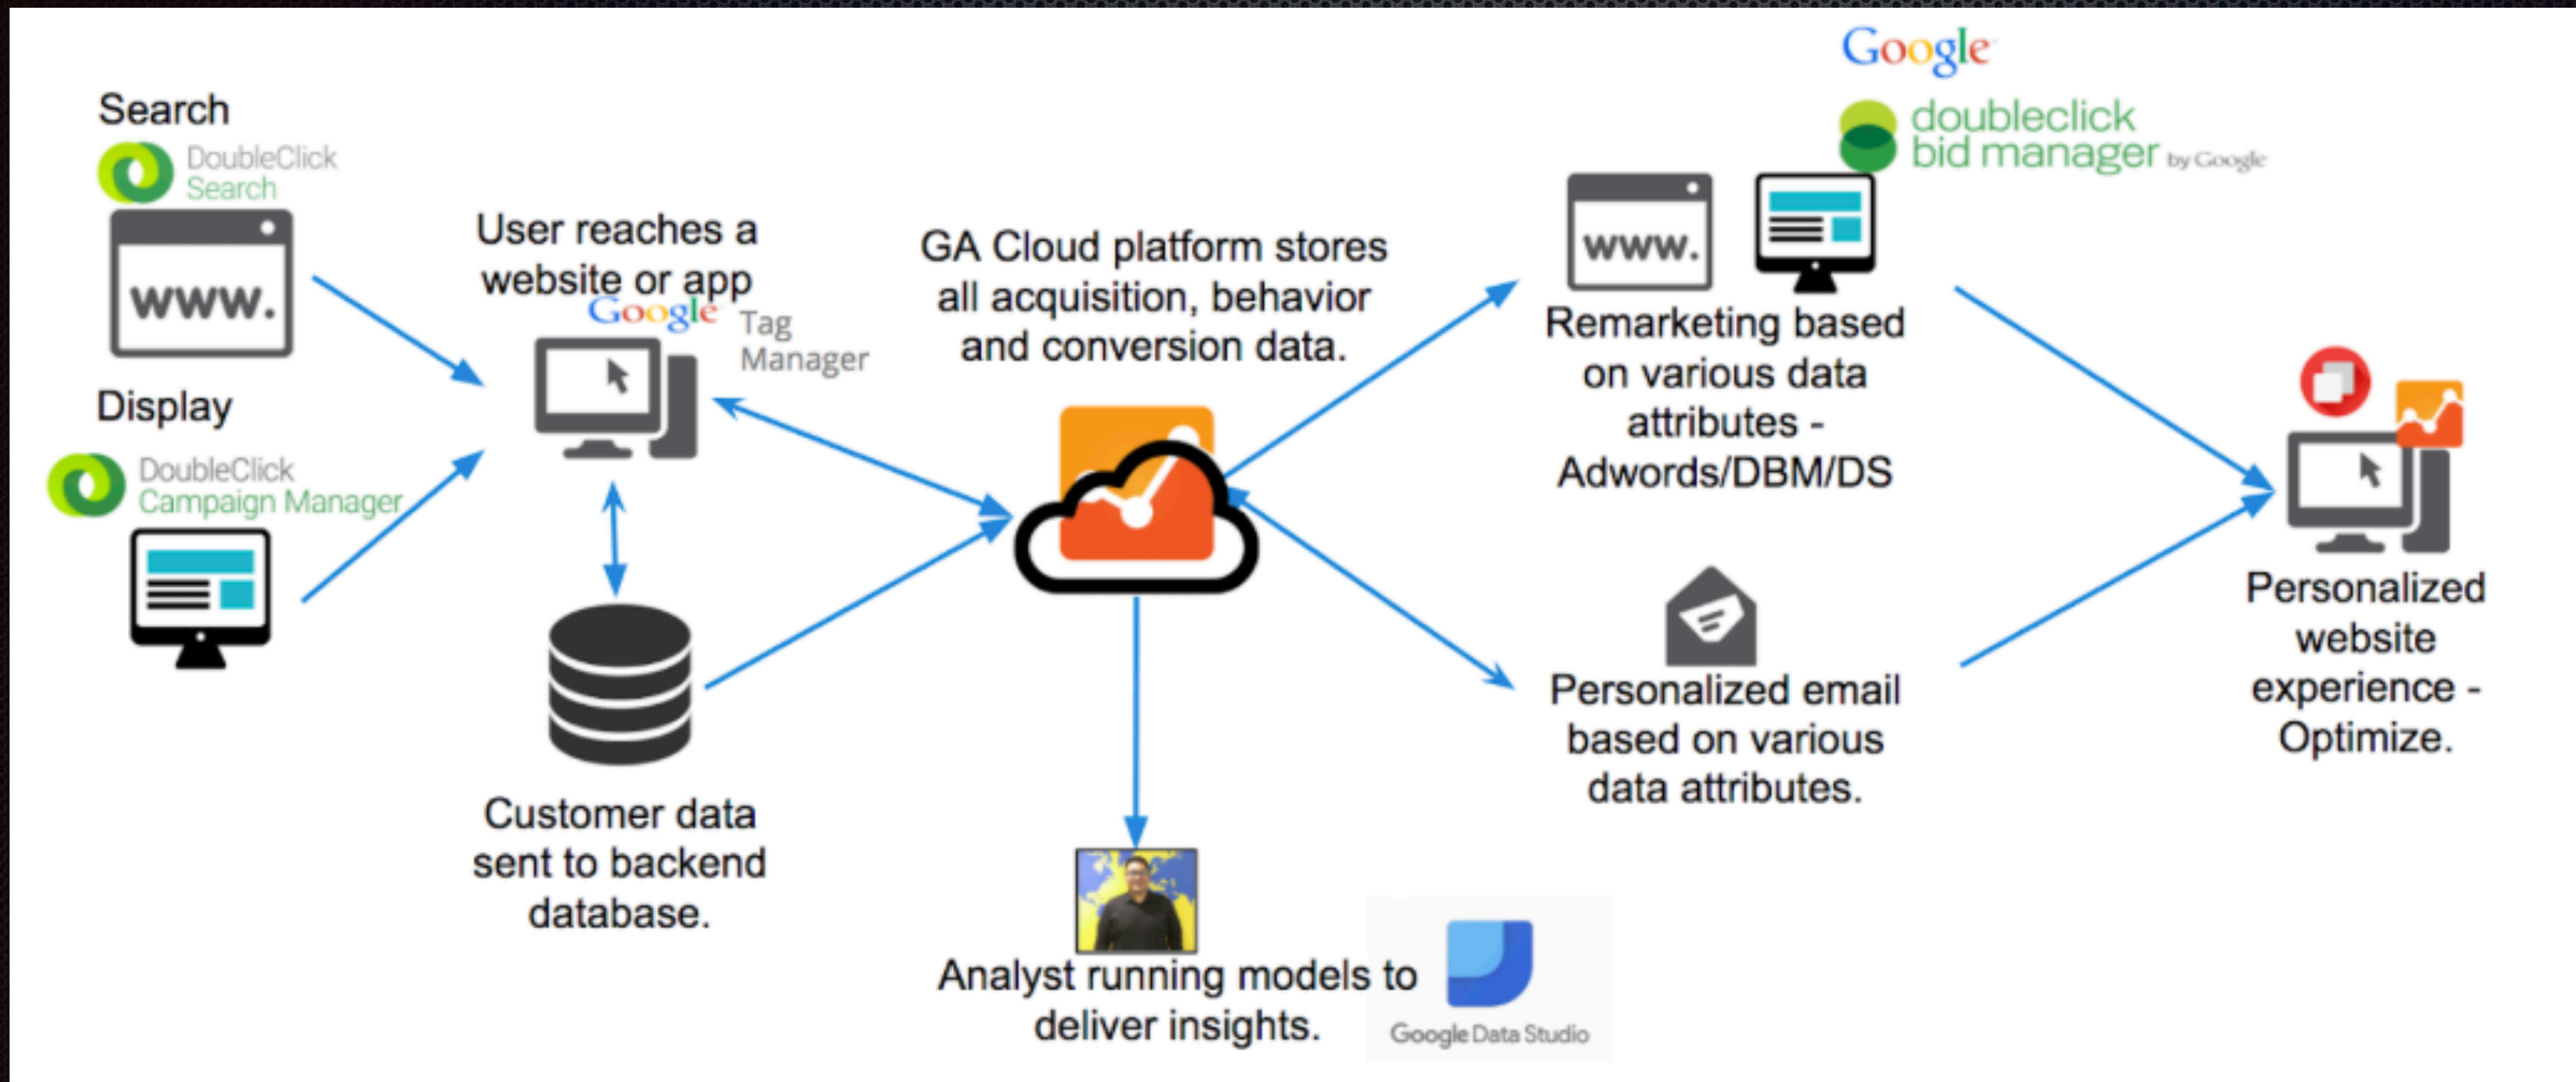 Search
DoubleClick
Search
www.
Display
DoubleClick
Campaign Manager
User reaches a
website or app
Google Tag
Manager
Customer data
sent to backend
database.
GA Cloud platform stores
all acquisition, behavior
and conversion data.
Analyst running models to
deliver insights.
Google Data Studio
Google
doubleclick
bid manager by Google
www.
Remarketing based
on various data
attributes -
Adwords/DBM/DS
Personalized email
based on various
data attributes.
Personalized
website
experience -
Optimize.